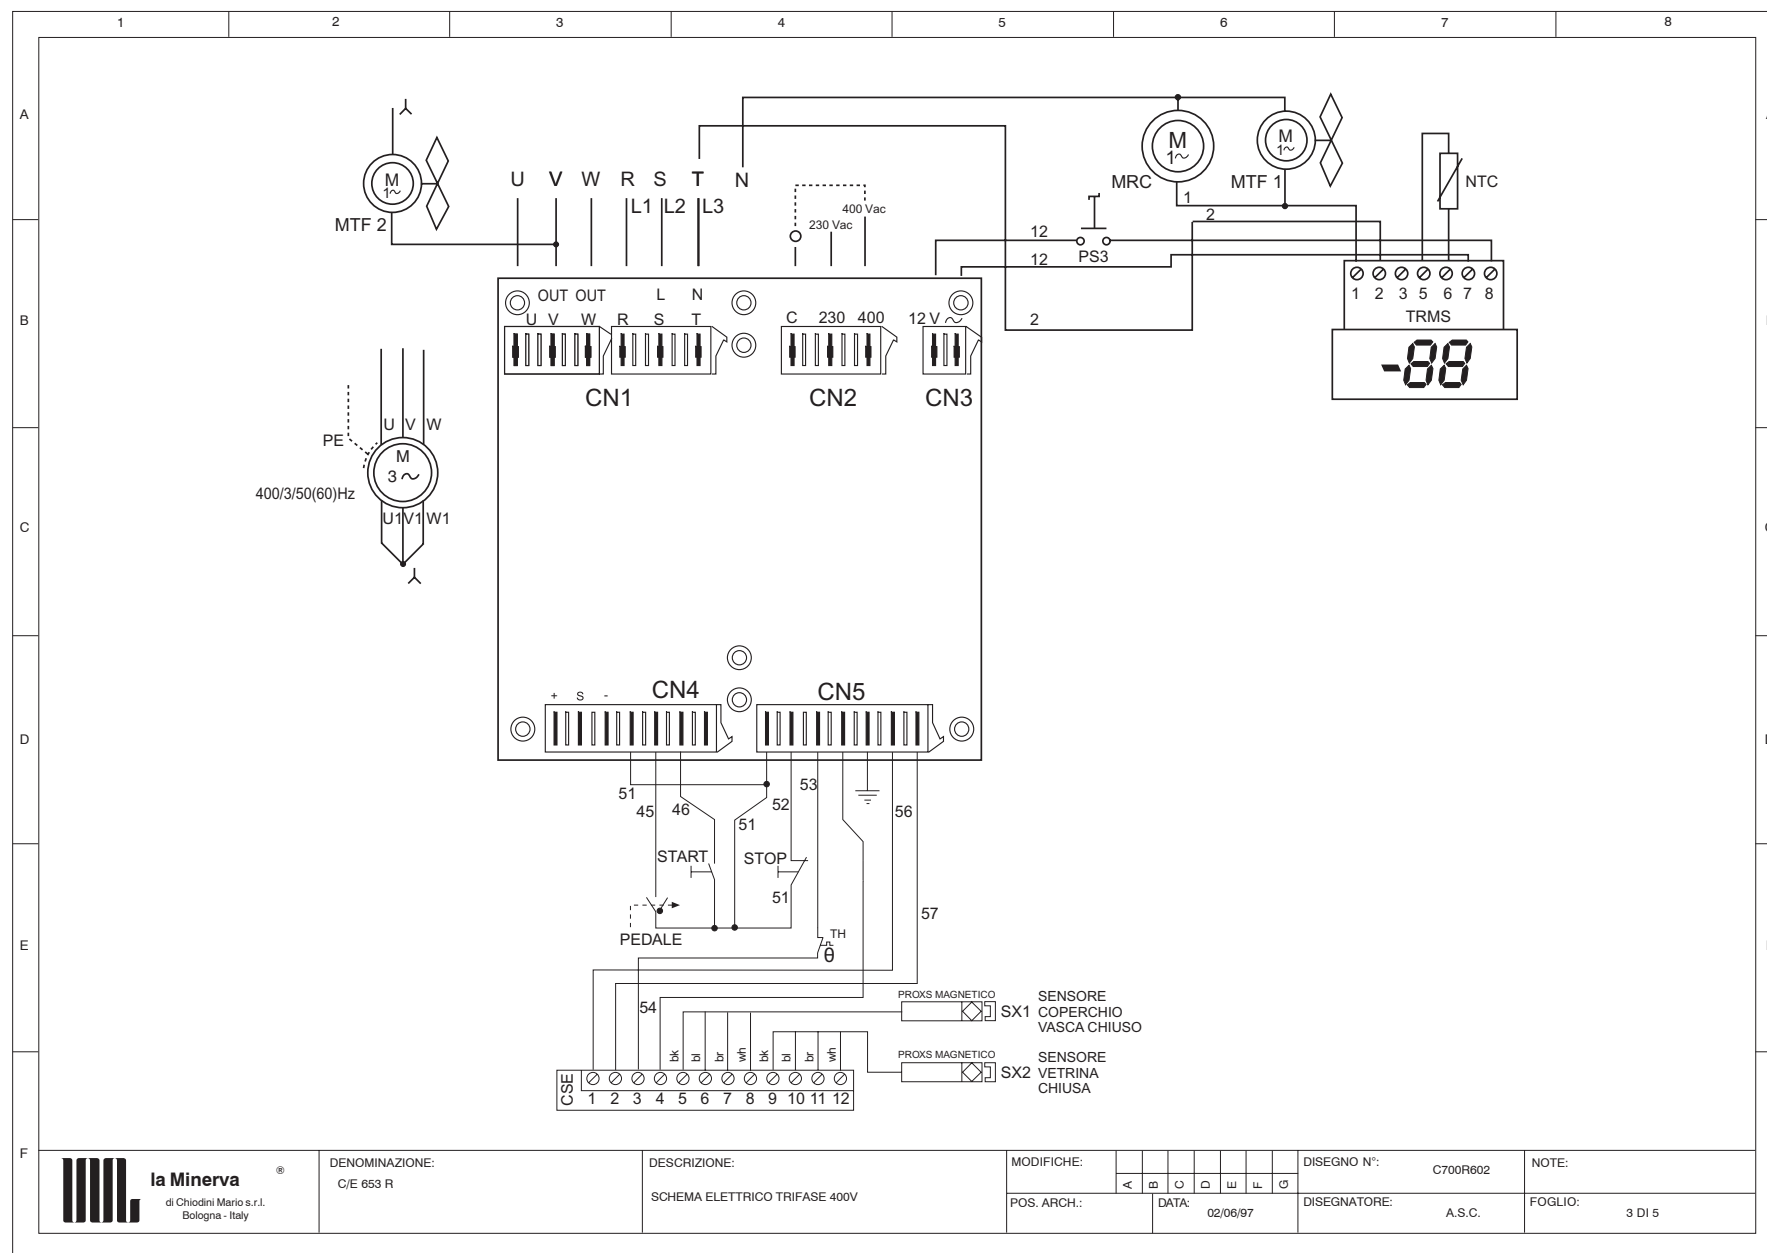 1 2 3 4 5 6 7 8
A
B
C
D
E
F
M
1~
MTF 2
U V W R S T N
L1 L2 L3
400 Vac
230 Vac
M
1~
MRC
M
1~
MTF 1
NTC
1
2
12
PS3
12
2
1 2 3 5 6 7 8
TRMS
-88
OUT OUT L N
U V W R S T
C 230 400
12 V ~
CN1
CN2
CN3
PE
U V W
M
3 ~
400/3/50(60)Hz
U1 V1 W1
+ S -
CN4
CN5
51
45
46
51
52
53
56
START
STOP
51
57
PEDALE
TH
θ
54
PROXS MAGNETICO
SX1
SENSORE
COPERCHIO
VASCA CHIUSO
PROXS MAGNETICO
SX2
SENSORE
VETRINA
CHIUSA
bk bl br wh bk bl br wh
CSE
1 2 3 4 5 6 7 8 9 10 11 12
la Minerva ®
di Chiodini Mario s.r.l.
Bologna - Italy
DENOMINAZIONE:
C/E 653 R
DESCRIZIONE:
SCHEMA ELETTRICO TRIFASE 400V
MODIFICHE:
A B C D E F G
POS. ARCH.:
DATA:
02/06/97
DISEGNO N°:
C700R602
DISEGNATORE:
A.S.C.
NOTE:
FOGLIO:
3 DI 5